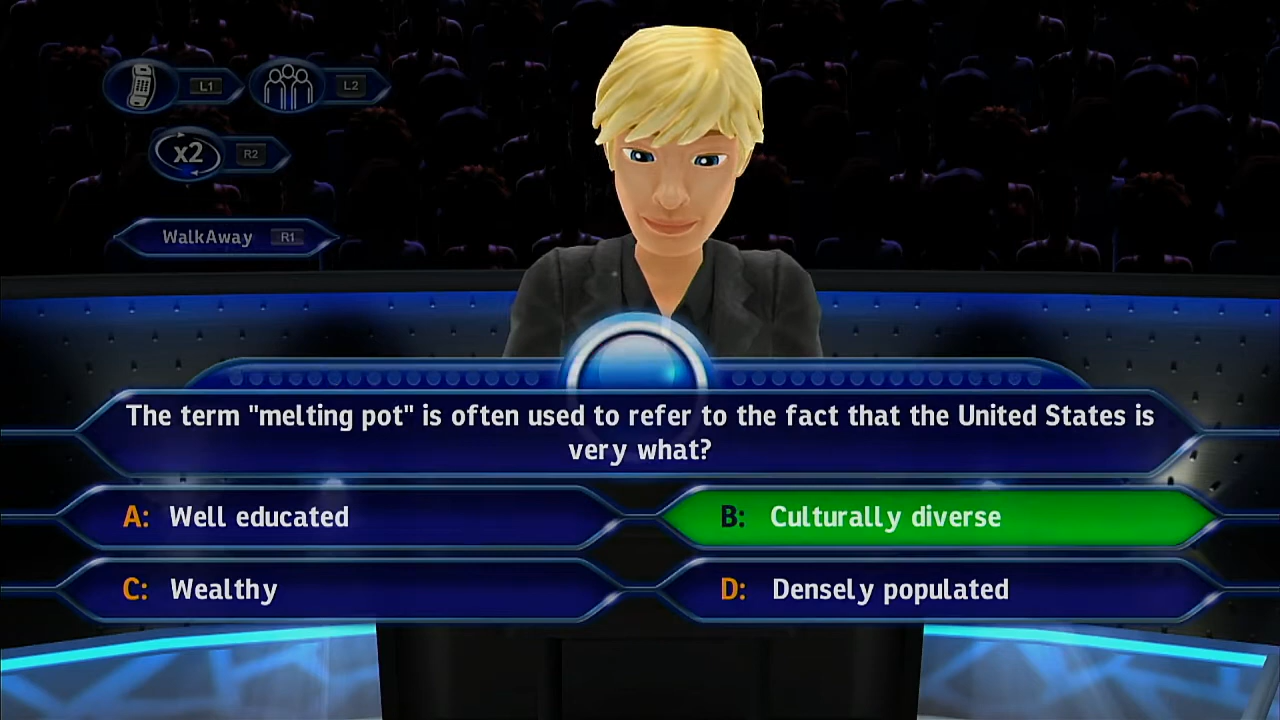 L1
L2
x2
R2
WalkAway R1
The term "melting pot" is often used to refer to the fact that the United States is
very what?
A: Well educated
B: Culturally diverse
C: Wealthy
D: Densely populated